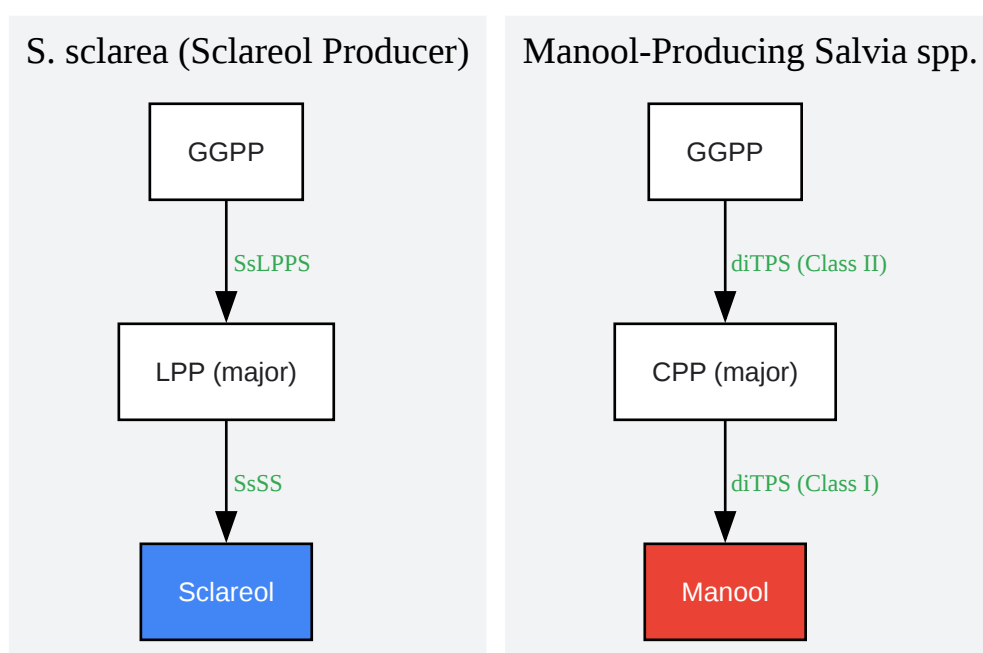 S. sclarea (Sclareol Producer)
GGPP
SsLPPS
LPP (major)
SsSS
Sclareol
Manool-Producing Salvia spp.
GGPP
diTPS (Class II)
CPP (major)
diTPS (Class I)
Manool